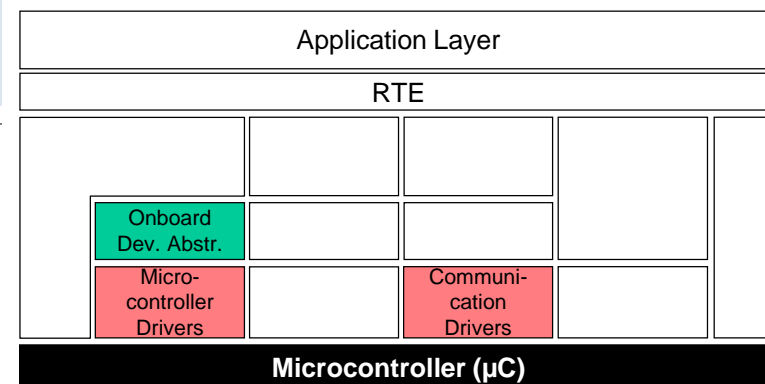 Application Layer
RTE
Onboard
Dev. Abstr.
Micro-
controller
Drivers
Communi-
cation
Drivers
Microcontroller (µC)